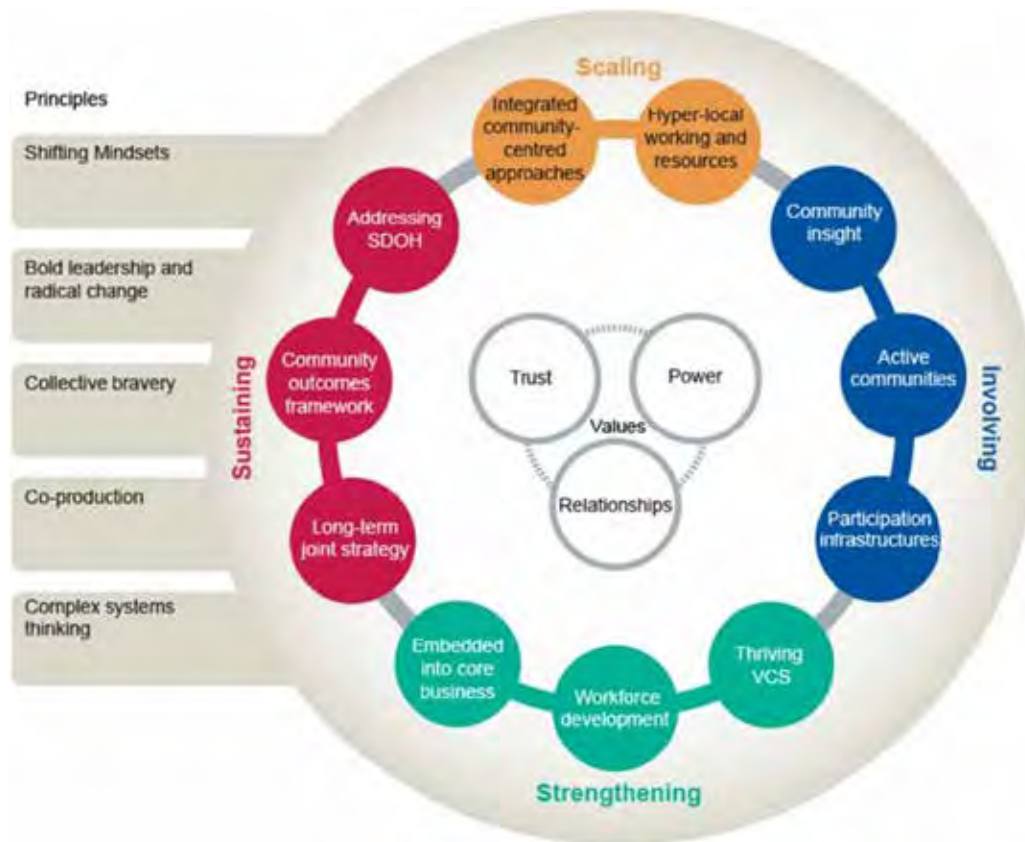 Principles
Shifting Mindsets
Bold leadership and
radical change
Collective bravery
Co-production
Complex systems
thinking
Scaling
Integrated
community-
centred
approaches
Hyper-local
working and
resources
Involving
Community
insight
Active
communities
Participation
infrastructures
Strengthening
Thriving
VCS
Workforce
development
Embedded
into core
business
Sustaining
Long-term
joint strategy
Community
outcomes
framework
Addressing
SDOH
Trust
Power
Values
Relationships